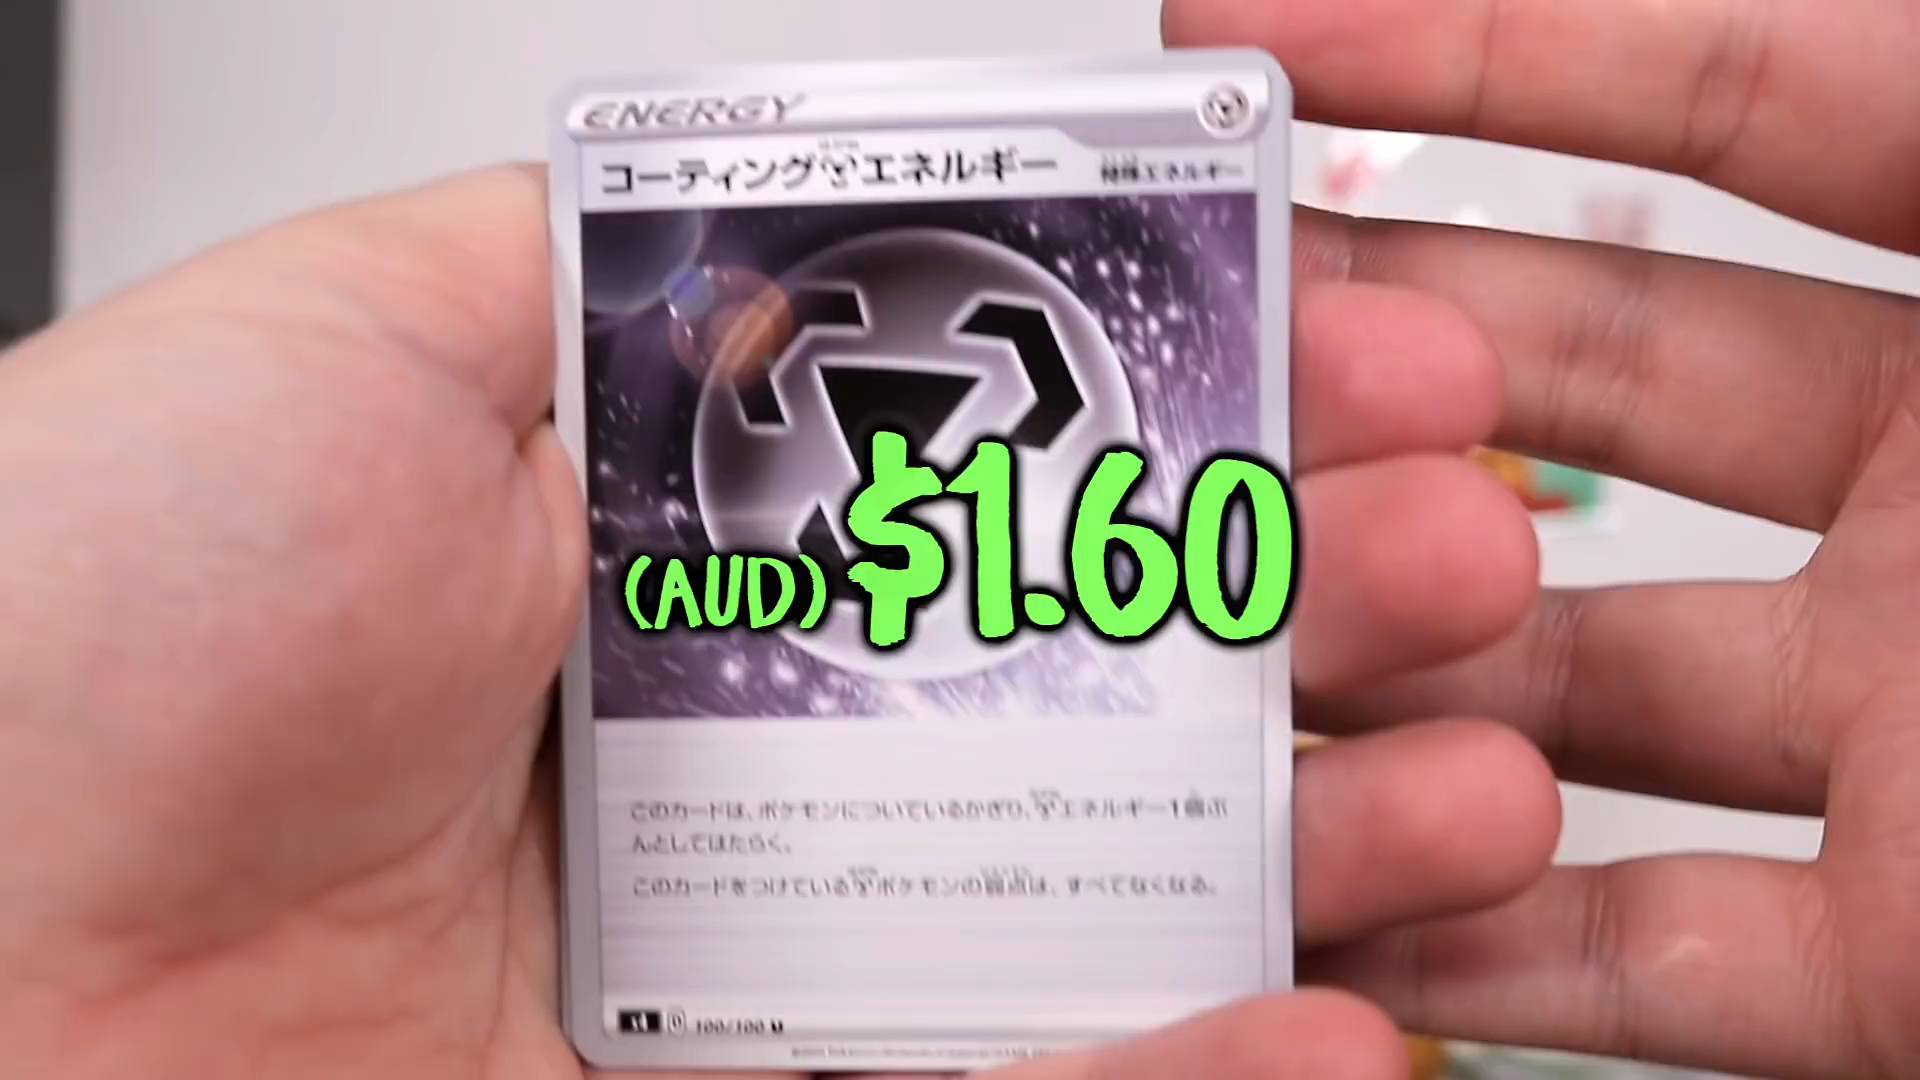 ENERGY
コーティング エネルギー
特殊エネルギー
(AUD) $1.60
このカードは、ポケモンについているかぎり、エネルギー1個ぶ
んとしてはたらく。
このカードをつけているポケモンの弱点は、すべてなくなる。
s4 D 100/100 U